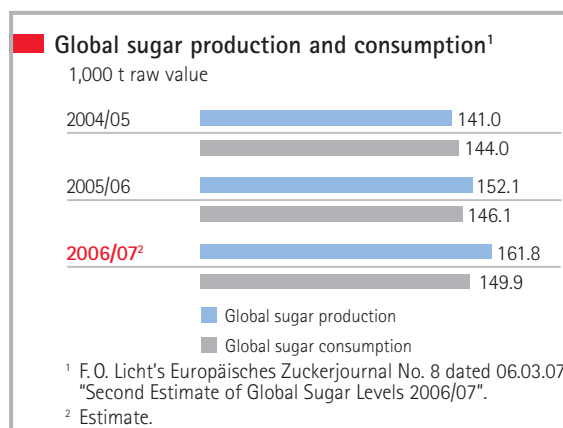 Global sugar production and consumption¹
1,000 t raw value
2004/05
141.0
144.0
2005/06
152.1
146.1
2006/07²
161.8
149.9
Global sugar production
Global sugar consumption
¹ F. O. Licht's Europäisches Zuckerjournal No. 8 dated 06.03.07
"Second Estimate of Global Sugar Levels 2006/07".
² Estimate.